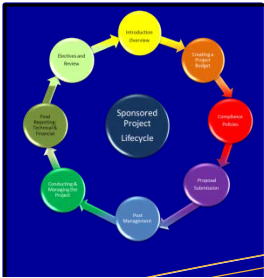 Introduction
Overview
Creating a
Project
Budget
Compliance
Policies
Proposal
Submission
Post
Management
Conducting &
Managing the
Project
Final
Reporting:
Technical &
Financial
Electives and
Review
Sponsored
Project
Lifecycle